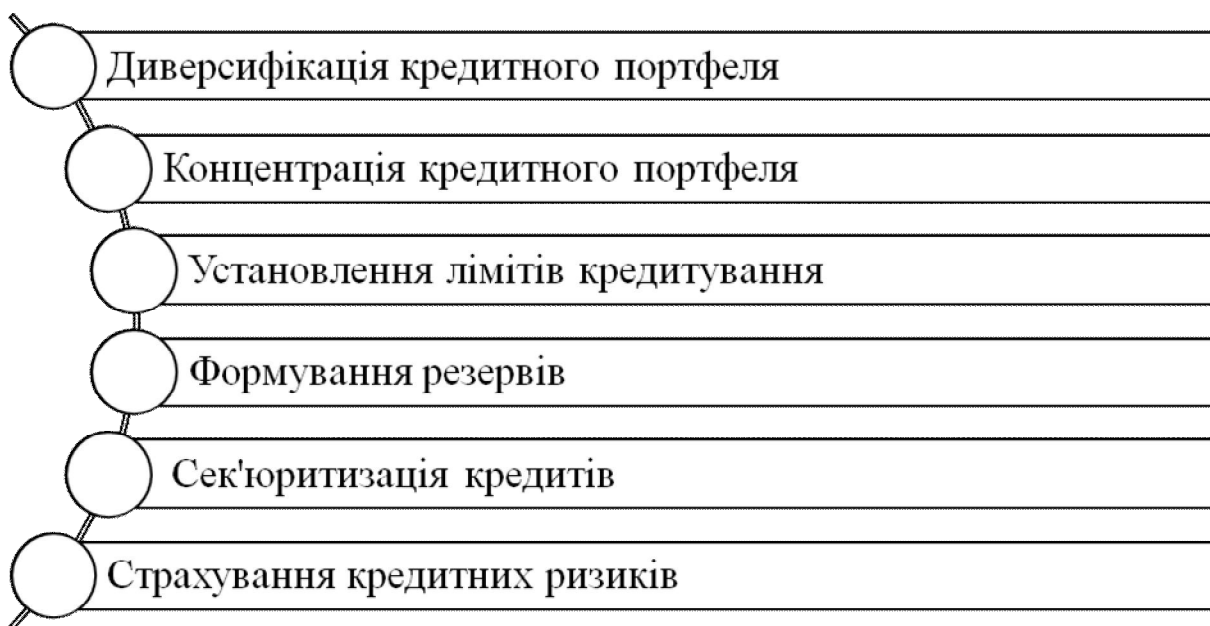 Диверсифікація кредитного портфеля
Концентрація кредитного портфеля
Установлення лімітів кредитування
Формування резервів
Сек'юритизація кредитів
Страхування кредитних ризиків